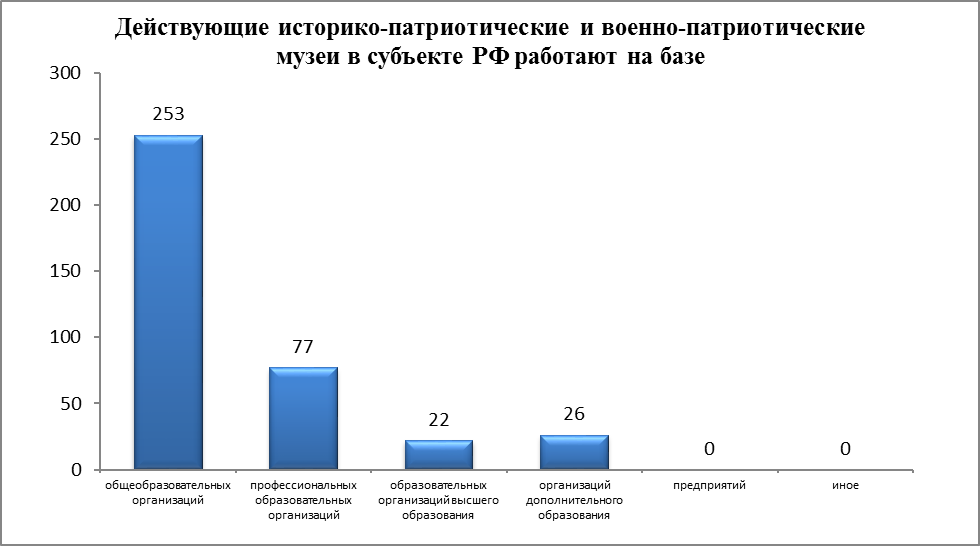 Действующие историко-патриотические и военно-патриотические
музеи в субъекте РФ работают на базе
300
250
200
150
100
50
0
253
77
22
26
0
0
общеобразовательных
организаций
профессиональных
образовательных
организаций
образовательных
организаций высшего
образования
организаций
дополнительного
образования
предприятий
иное